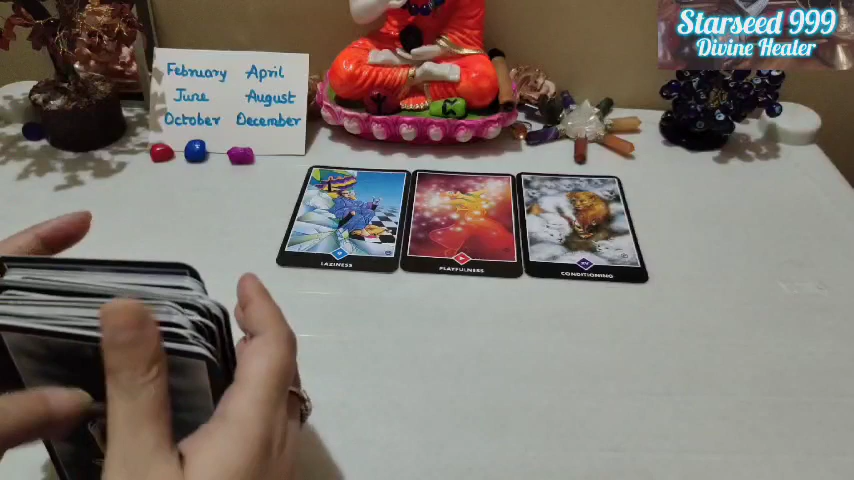 Starseed 999
Divine Healer
February April
June August
October December
LAZINESS
PLAYFULNESS
CONDITIONING